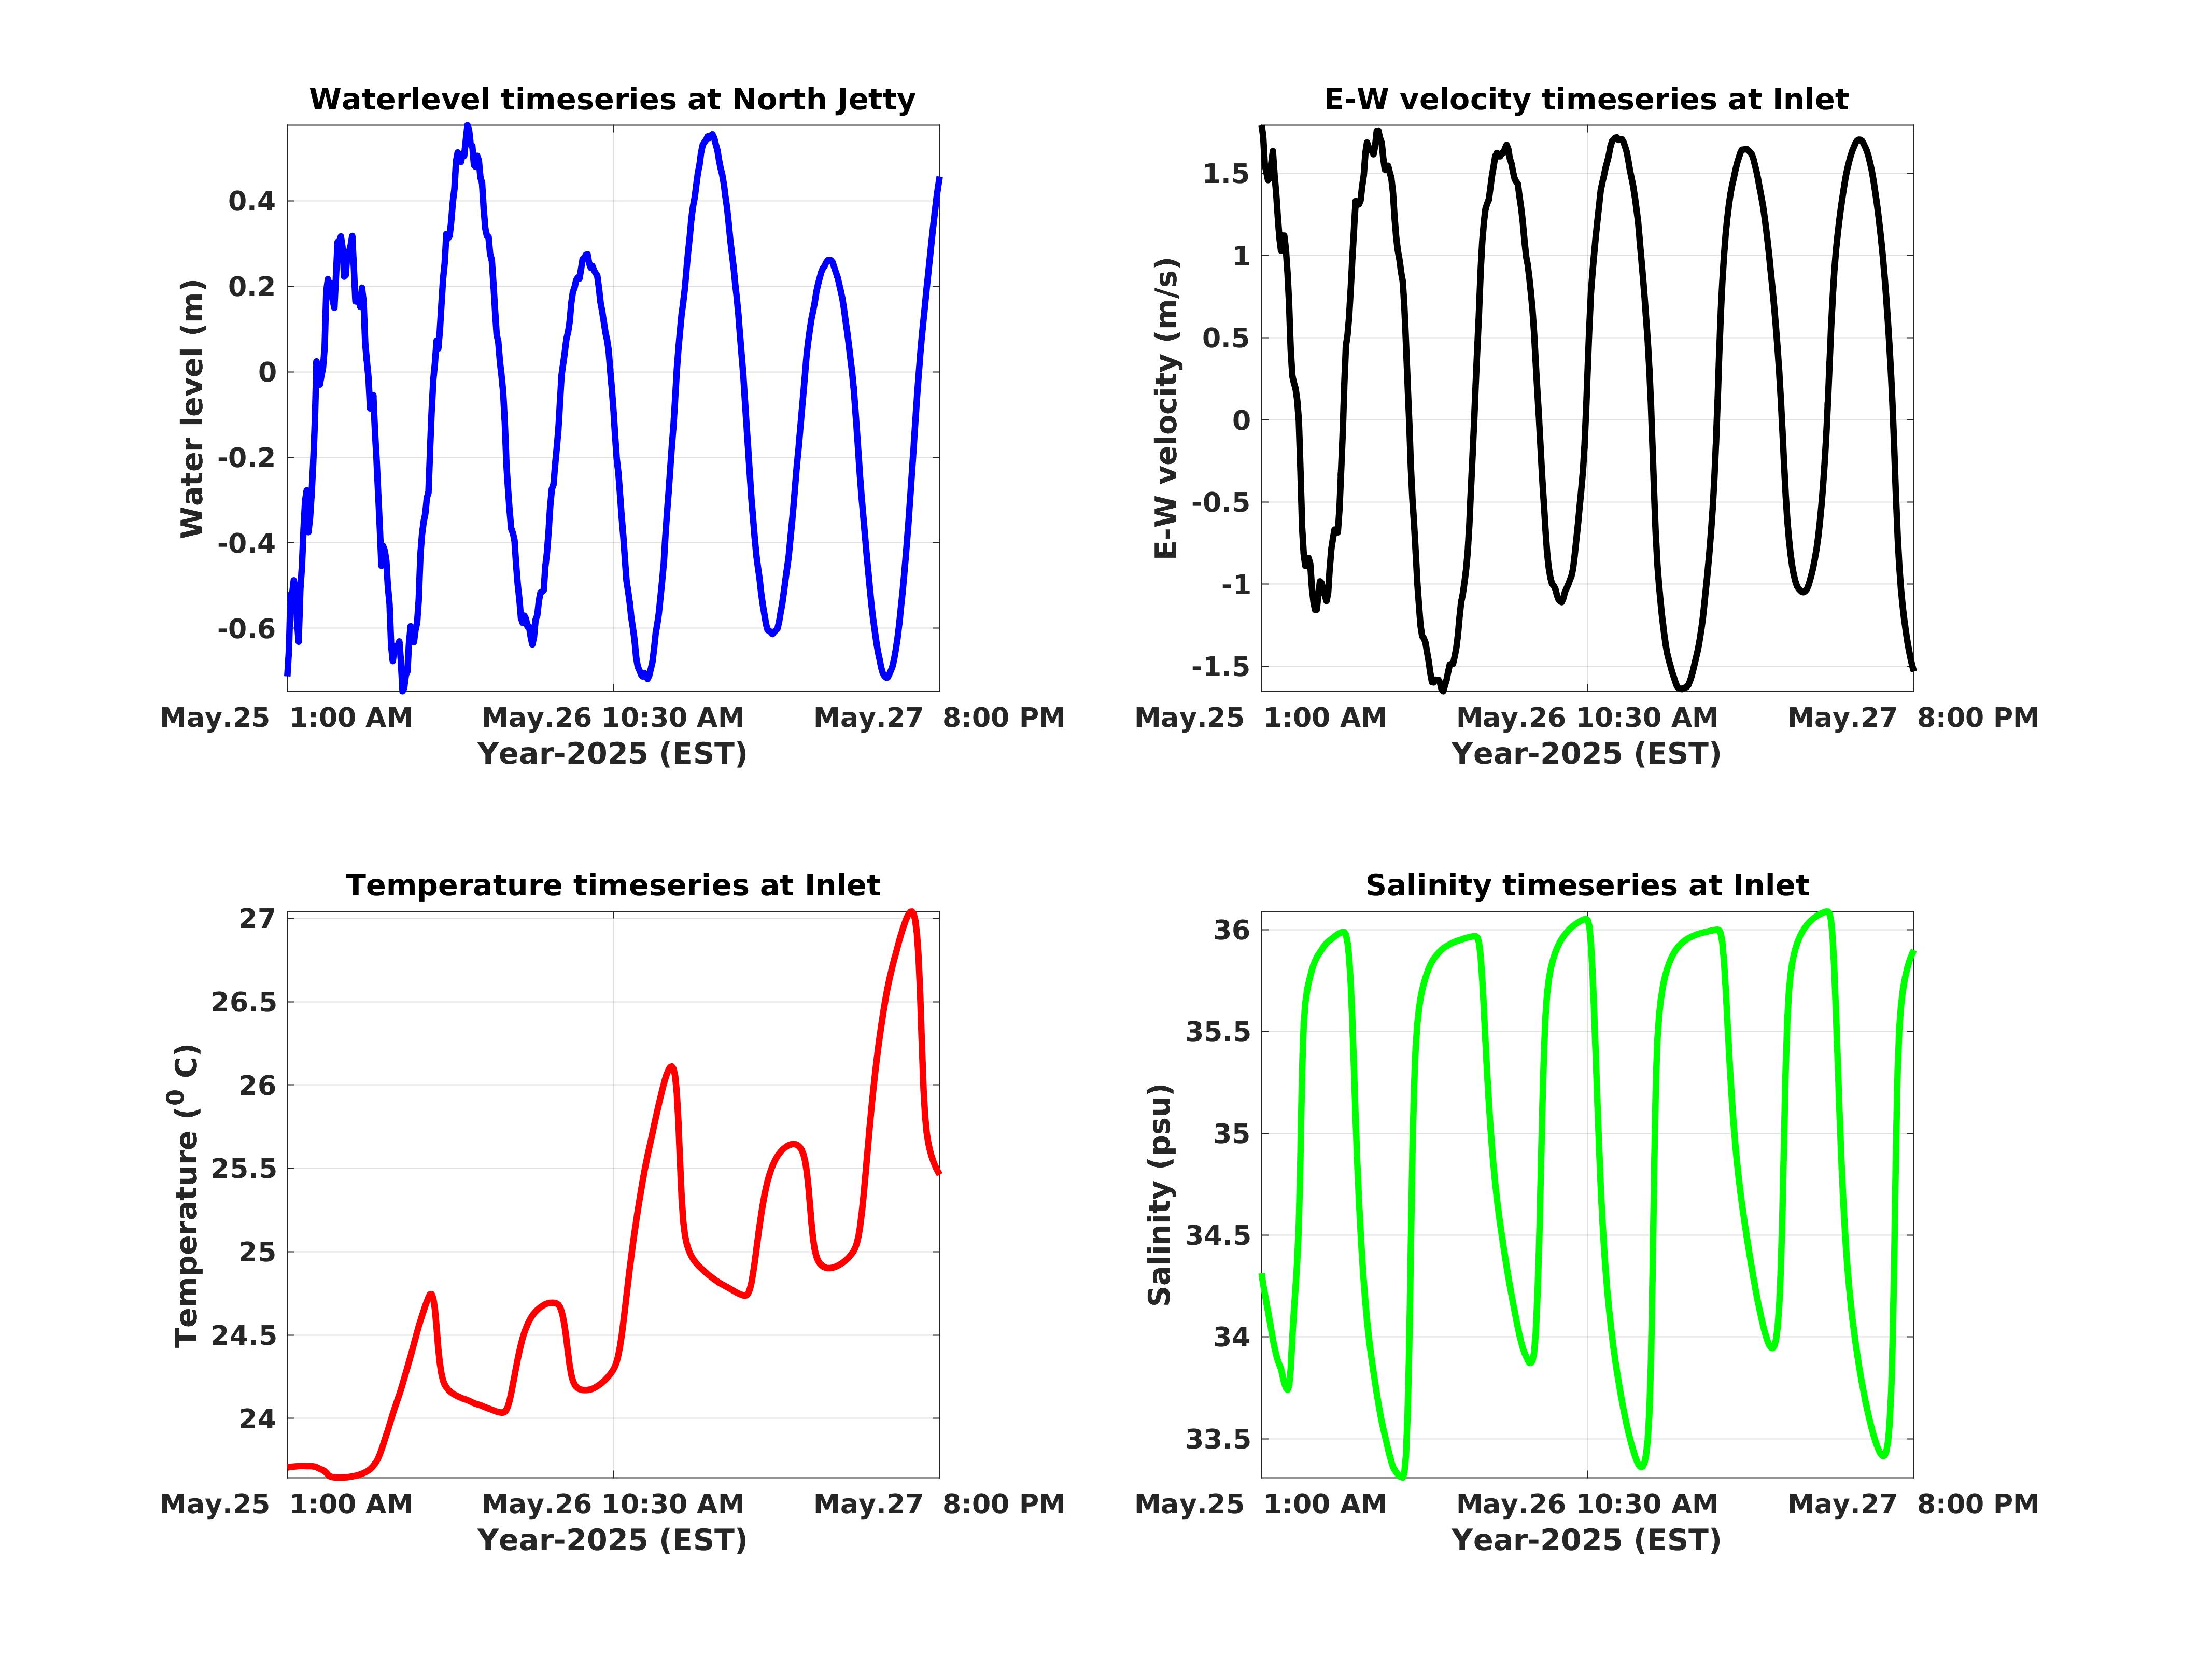 Waterlevel timeseries at North Jetty
0.4
0.2
0
-0.2
-0.4
-0.6
Water level (m)
May.25 1:00 AM
May.26 10:30 AM
May.27 8:00 PM
Year-2025 (EST)
E-W velocity timeseries at Inlet
1.5
1
0.5
0
-0.5
-1
-1.5
E-W velocity (m/s)
May.25 1:00 AM
May.26 10:30 AM
May.27 8:00 PM
Year-2025 (EST)
Temperature timeseries at Inlet
27
26.5
26
25.5
25
24.5
24
Temperature (⁰ C)
May.25 1:00 AM
May.26 10:30 AM
May.27 8:00 PM
Year-2025 (EST)
Salinity timeseries at Inlet
36
35.5
35
34.5
34
33.5
Salinity (psu)
May.25 1:00 AM
May.26 10:30 AM
May.27 8:00 PM
Year-2025 (EST)